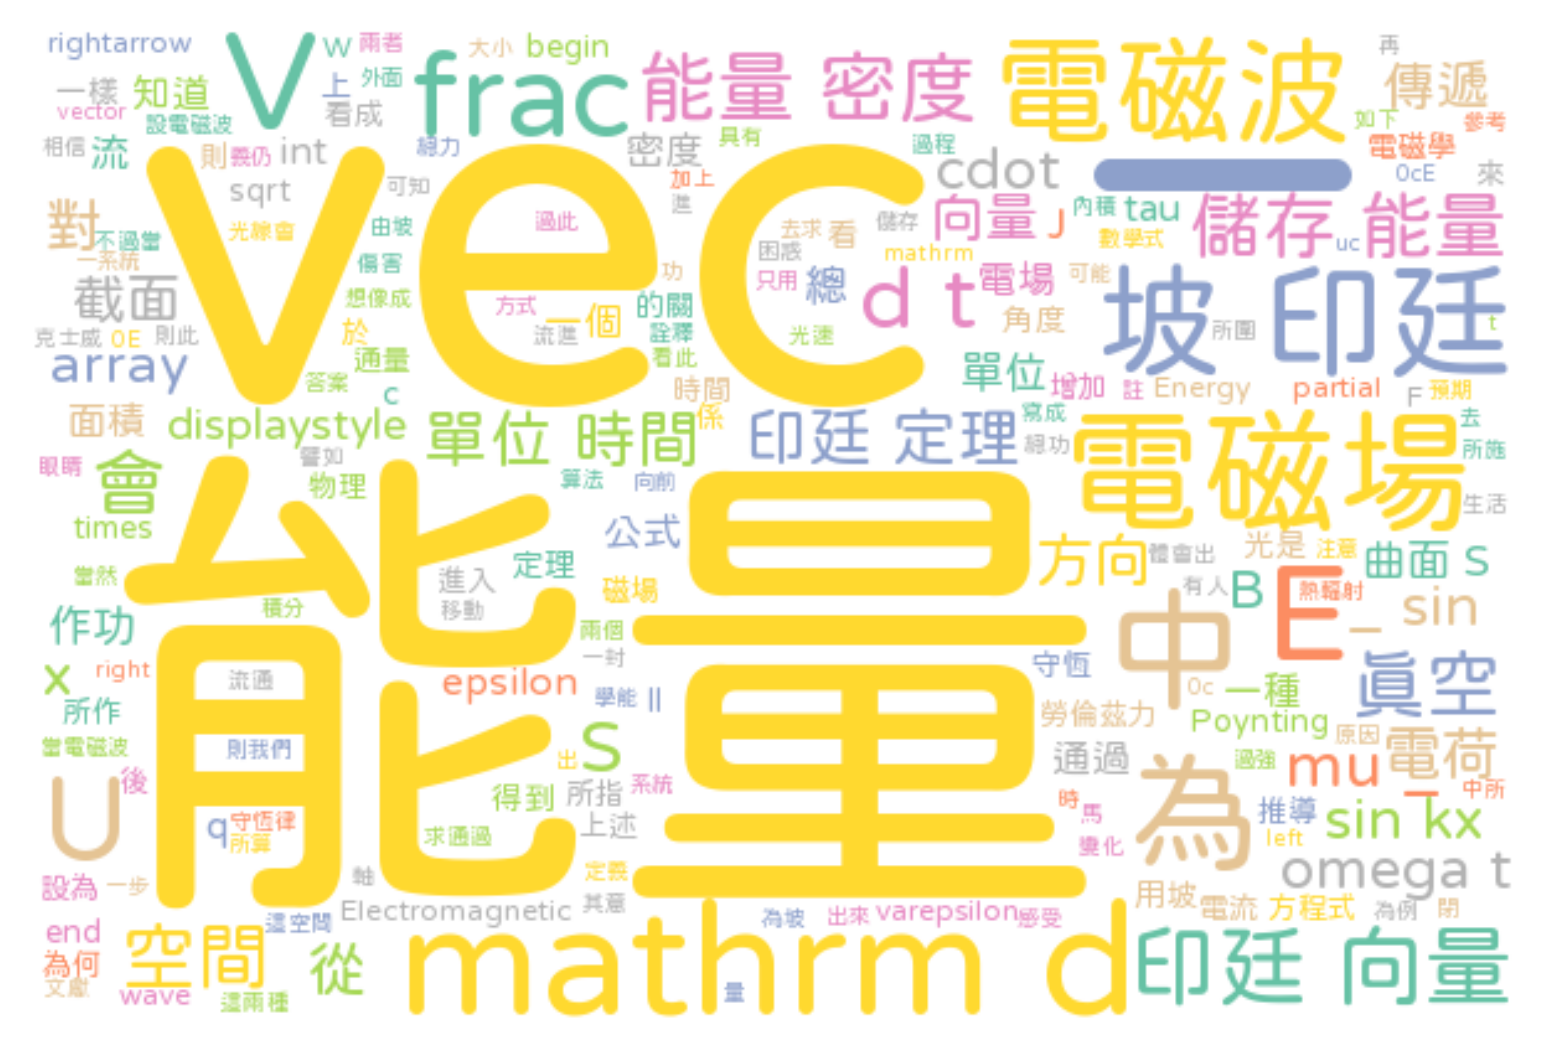 rightarrow V w 兩者 大小 begin 能量 密度 電磁波 再
一樣 知道 上 外面 frac 傳遞
vector 設電磁波 看成 如下 參考
相信 流 則 義仍 int 總力 密度 具有 過程 電磁學
sqrt 可知 vec 加上 cdot 0cE 來
對 不過當 光線會 由坡 過此 進 去求 看 儲存 向量 J 內積 tau 儲存 能量
一系統 傷害 功 困惑 mathrm 數學式 uc
截面 想像成 方式 一個 的關 只用 總 d t 電場 可能 坡 印廷
克士威 0E 則此 於 流進 詮釋 光速 角度 所圍 t
array 通量 看此 單位
答案 c 時間 增加 註 Energy partial F 預期
面積 displaystyle 單位 時間 係 印廷 定理 寫成 電磁場 去
眼睛 會 譬如 總功 所施
物理 能量 算法 向前 生活
times 公式 方向 體會出 光是 注意 曲面 S
當然 進入 定理 磁場 有人 B E 熱輻射
作功 積分 移動 兩個 中 _ sin
x right 流通 epsilon 一封 守恆 0c 一種 真空
所作 學能 || 勞倫茲力 Poynting
當電磁波 則我們 出 S 通過 原因 電荷
U 後 得到 所指 系統 為 過強 mu_ 中所
q 守恆律 所算 求通過 上述 時 馬 推導 sin kx
變化 left
設為 一步 軸 定義 omega t
Electromagnetic 其意 用坡 電流 方程式 為例 閉
end 這空間 mathrm d 為坡 出來 varepsilon 感受
為何 空間 從 印廷 向量
文獻 wave 這兩種 量